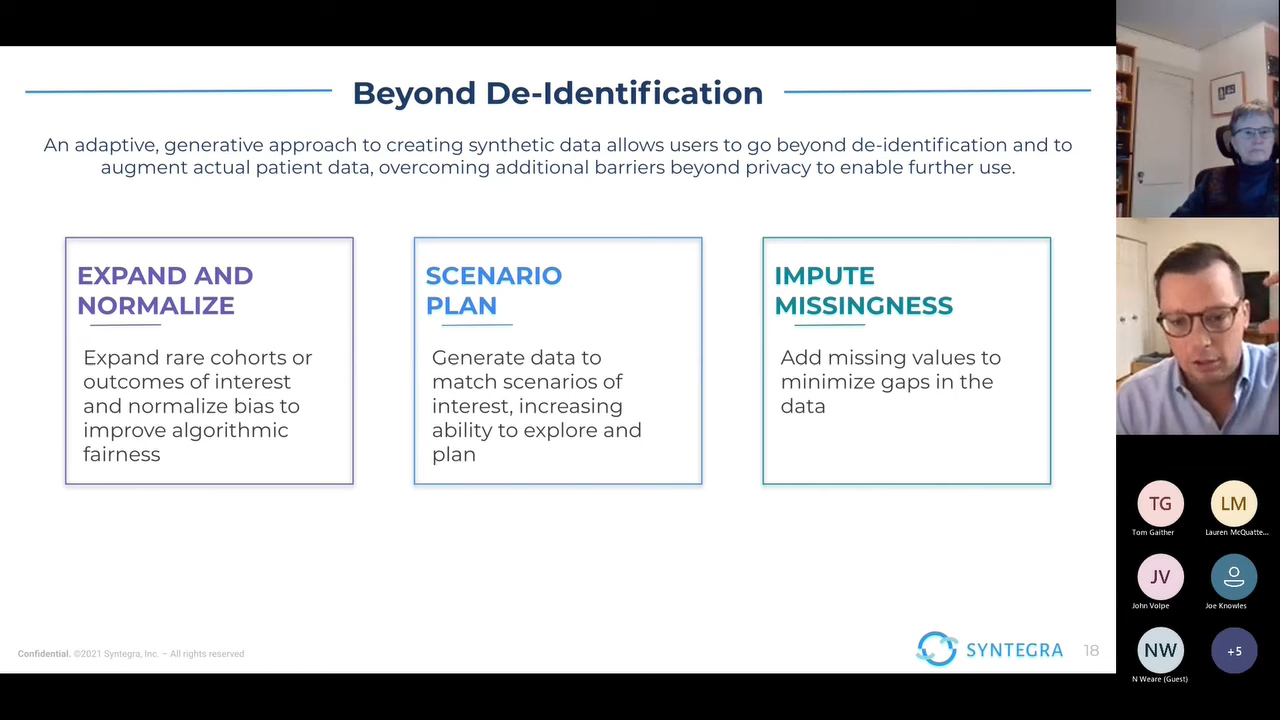 Beyond De-Identification
An adaptive, generative approach to creating synthetic data allows users to go beyond de-identification and to
augment actual patient data, overcoming additional barriers beyond privacy to enable further use.
EXPAND AND
NORMALIZE
Expand rare cohorts or
outcomes of interest
and normalize bias to
improve algorithmic
fairness
SCENARIO
PLAN
Generate data to
match scenarios of
interest, increasing
ability to explore and
plan
IMPUTE
MISSINGNESS
Add missing values to
minimize gaps in the
data
Confidential. ©2021 Syntegra, Inc. – All rights reserved
SYNTEGRA
18
TG
Tom Gaither
LM
Lauren McQuatte...
JV
John Volpe
Joe Knowles
NW
N Weare (Guest)
+5